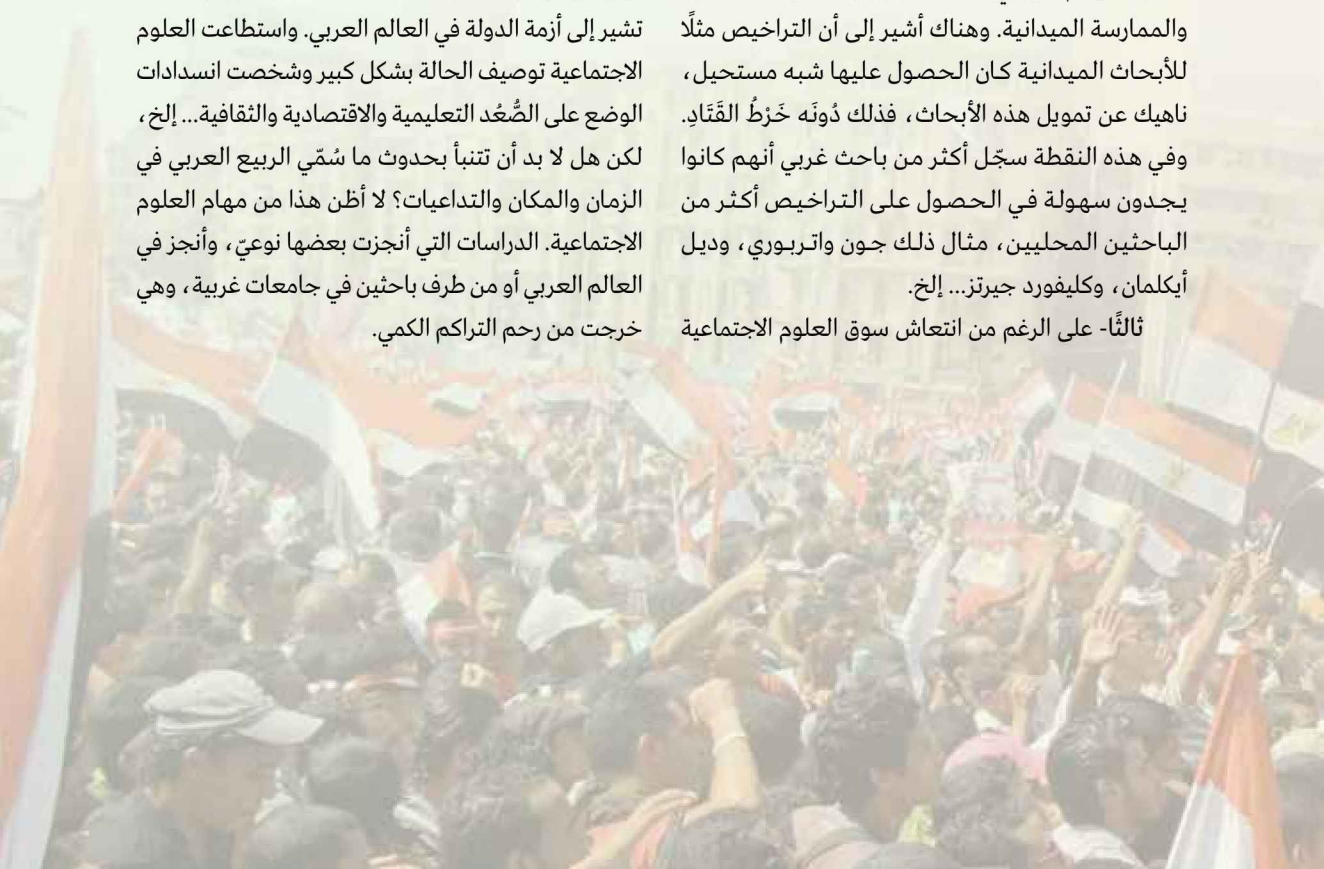 والممارسة الميدانية. وهناك أشير إلى أن التراخيص مثلًا
للأبحاث الميدانية كان الحصول عليها شبه مستحيل،
ناهيك عن تمويل هذه الأبحاث، فذلك دُونَه خَرْطُ القَتَادِ.
وفي هذه النقطة سجّل أكثر من باحث غربي أنهم كانوا
يجدون سهولة في الحصول على التراخيص أكثر من
الباحثين المحليين، مثال ذلك جون واتربوري، وديل
أيكلمان، وكليفورد جيرتز... إلخ.
ثالثًا- على الرغم من انتعاش سوق العلوم الاجتماعية
تشير إلى أزمة الدولة في العالم العربي. واستطاعت العلوم
الاجتماعية توصيف الحالة بشكل كبير وشخصت انسدادات
الوضع على الصُّعُد التعليمية والاقتصادية والثقافية... إلخ،
لكن هل لا بد أن تتنبأ بحدوث ما سُمّي الربيع العربي في
الزمان والمكان والتداعيات؟ لا أظن هذا من مهام العلوم
الاجتماعية. الدراسات التي أنجزت بعضها نوعيّ، وأنجز في
العالم العربي أو من طرف باحثين في جامعات غربية، وهي
خرجت من رحم التراكم الكمي.